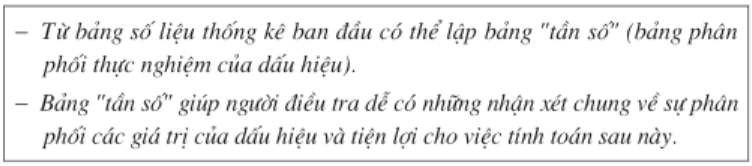 – Từ bảng số liệu thống kê ban đầu có thể lập bảng "tần số" (bảng phân
phối thực nghiệm của dấu hiệu).
– Bảng "tần số" giúp người điều tra dễ có những nhận xét chung về sự phân
phối các giá trị của dấu hiệu và tiện lợi cho việc tính toán sau này.